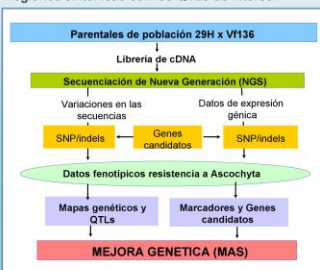 Parentales de población 29H x Vf136
Librería de cDNA
Secuenciación de Nueva Generación (NGS)
Variaciones en las
secuencias
Datos de expresión
génica
SNP/indels
Genes
candidatos
SNP/indels
Datos fenotípicos resistencia a Ascochyta
Mapas genéticos y
QTLs
Marcadores y Genes
candidatos
MEJORA GENETICA (MAS)